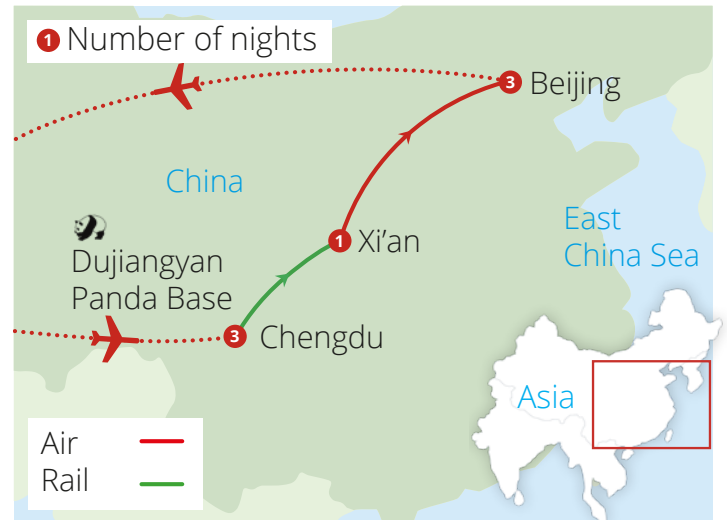 1 Number of nights
3 Beijing
China
East
China Sea
1 Xi’an
Dujiangyan
Panda Base
3 Chengdu
Asia
Air
Rail